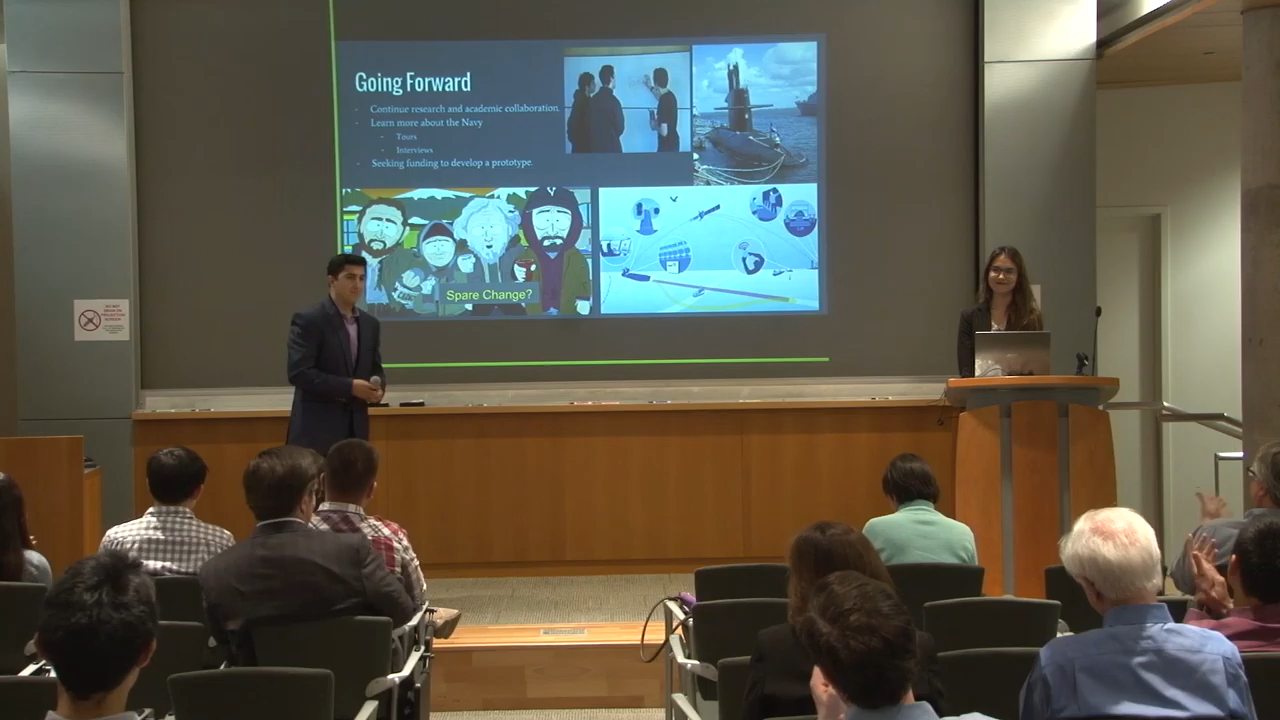 Going Forward
- Continue research and academic collaboration.
- Learn more about the Navy
- Tours
- Interviews
- Seeking funding to develop a prototype.
Spare Change?